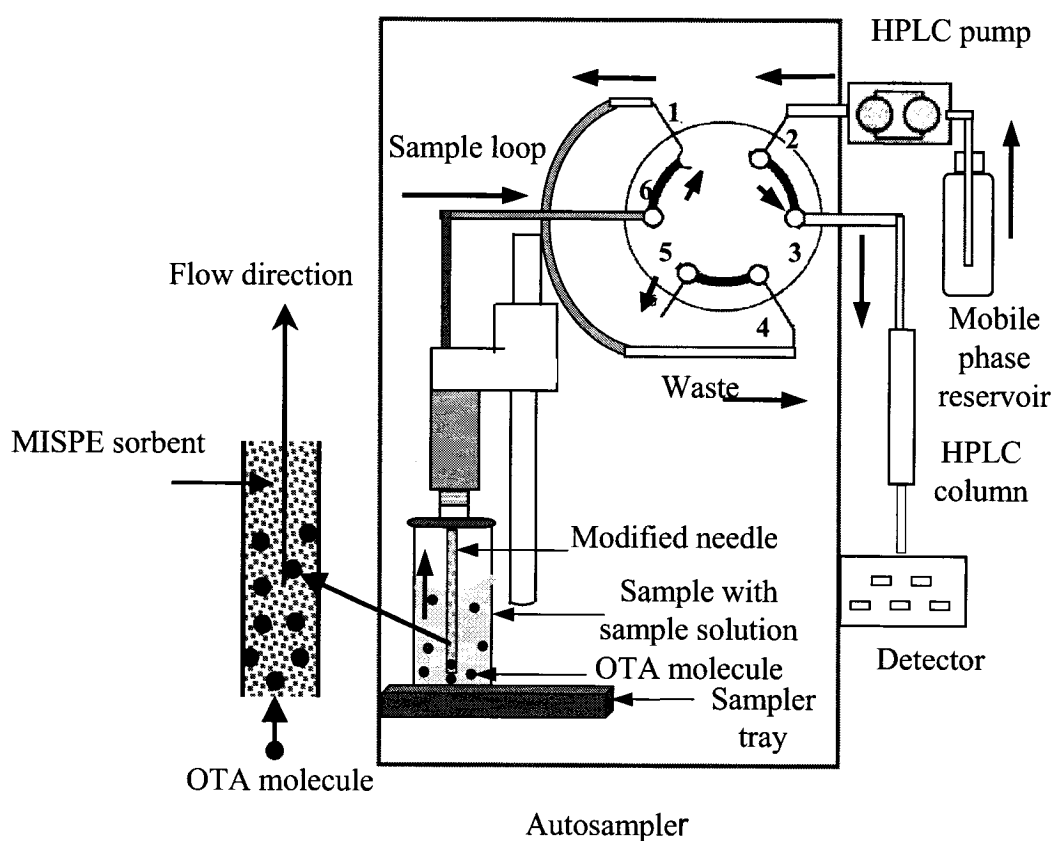 HPLC pump
1
2
Sample loop
6
Flow direction
5
3
4
Mobile
phase
reservoir
Waste
MISPE sorbent
HPLC
column
Modified needle
Sample with
sample solution
Detector
OTA molecule
Sampler
tray
OTA molecule
Autosampler